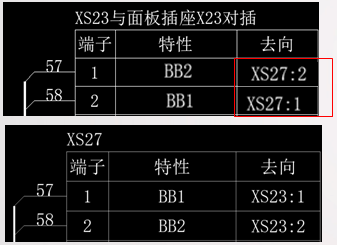 XS23与面板插座X23对插
端子 特性 去向
57 1 BB2 XS27:2
58 2 BB1 XS27:1
XS27
端子 特性 去向
57 1 BB1 XS23:1
58 2 BB2 XS23:2